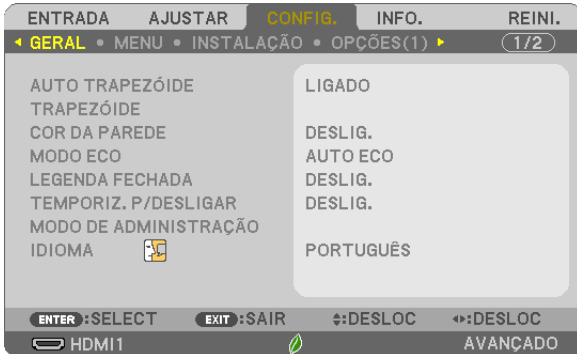 ENTRADA AJUSTAR CONFIG. INFO. REINI.
GERAL • MENU • INSTALAÇÃO • OPÇÕES(1) 1/2
AUTO TRAPEZÓIDE LIGADO
TRAPEZÓIDE
COR DA PAREDE DESLIG.
MODO ECO AUTO ECO
LEGENDA FECHADA DESLIG.
TEMPORIZ. P/DESLIGAR DESLIG.
MODO DE ADMINISTRAÇÃO
IDIOMA PORTUGUÊS
ENTER :SELECT EXIT :SAIR :DESLOC :DESLOC
HDMI1 AVANÇADO